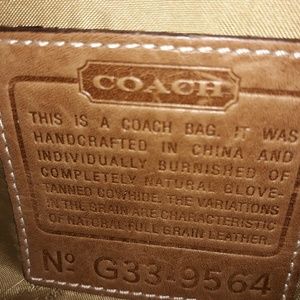 COACH
THIS IS A COACH BAG. IT WAS
HANDCRAFTED IN CHINA AND
INDIVIDUALLY BURNISHED OF
COMPLETELY NATURAL GLOVE-
TANNED COWHIDE. THE VARIATIONS
IN THE GRAIN ARE CHARACTERISTIC
OF NATURAL FULL GRAIN LEATHER.
Nº G33-9564